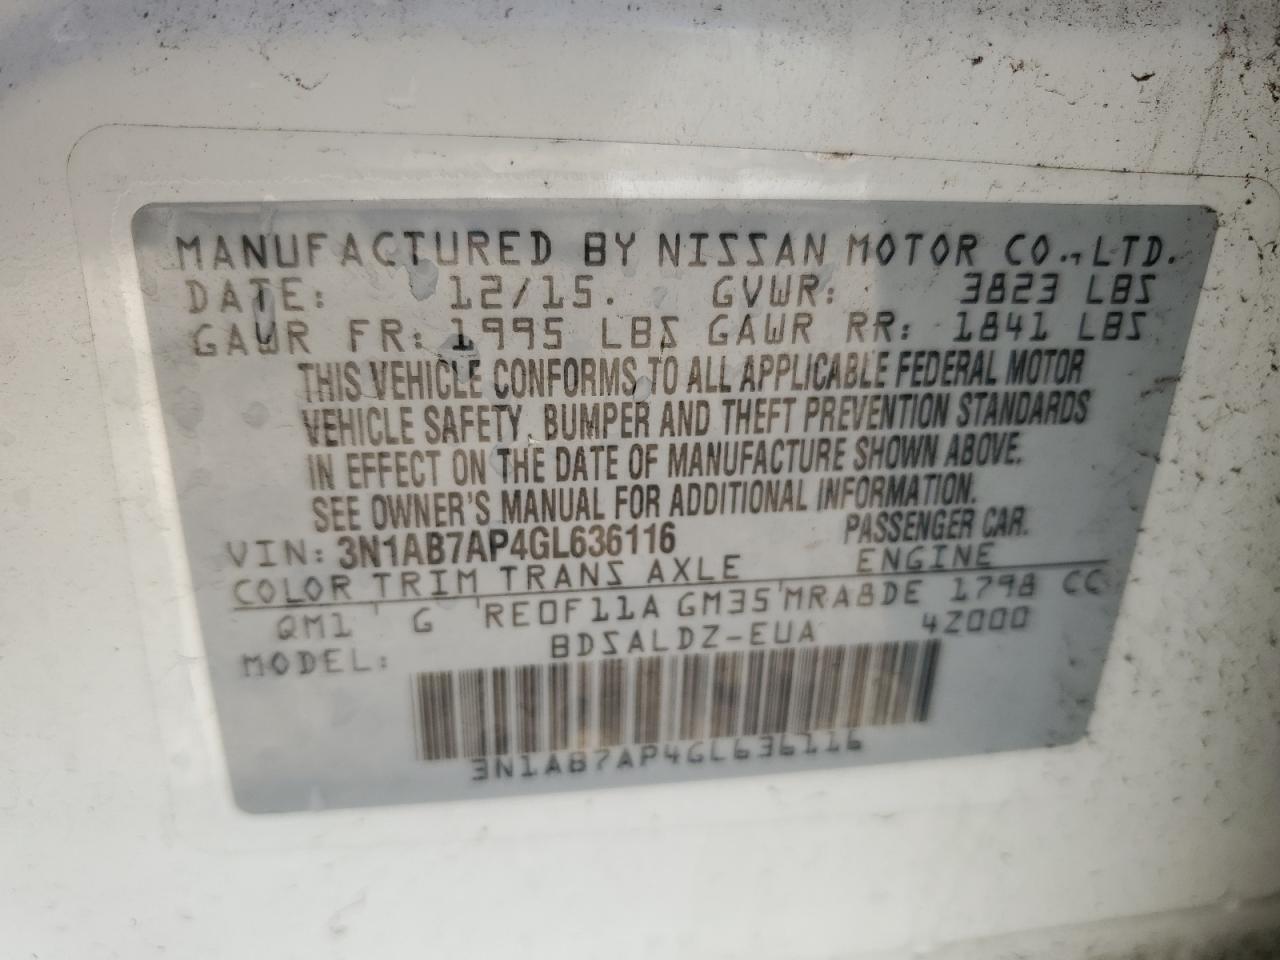 MANUFACTURED BY NISSAN MOTOR CO., LTD.
DATE: 12/15. GVWR: 3823 LBS
GAWR FR: 1995 LBS GAWR RR: 1841 LBS
THIS VEHICLE CONFORMS TO ALL APPLICABLE FEDERAL MOTOR
VEHICLE SAFETY, BUMPER AND THEFT PREVENTION STANDARDS
IN EFFECT ON THE DATE OF MANUFACTURE SHOWN ABOVE.
SEE OWNER'S MANUAL FOR ADDITIONAL INFORMATION.
VIN: 3N1AB7AP4GL636116 PASSENGER CAR.
COLOR TRIM TRANS AXLE ENGINE
QM1 G RE0F11A GM35 MRA8DE 1798 CC
MODEL: BDSALDZ-EUA 4Z000
3N1AB7AP4GL636116